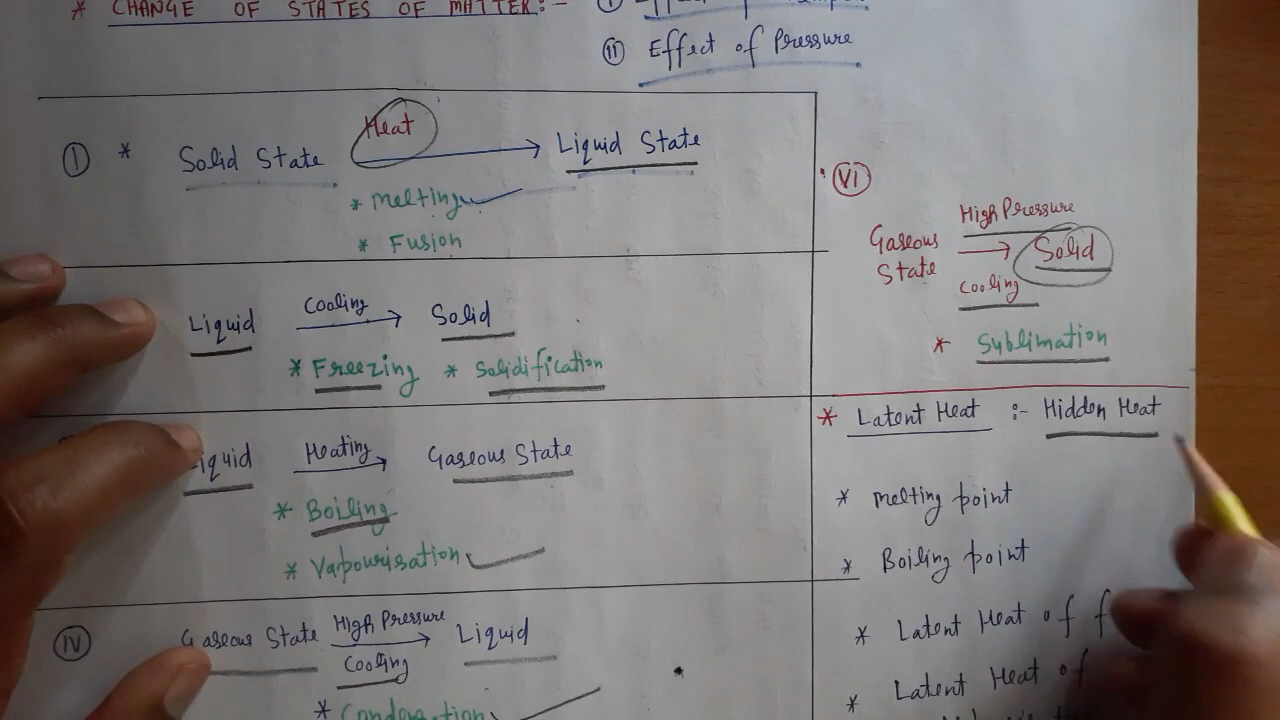 * CHANGE OF STATES OF MATTER:-
(II) Effect of Pressure
(I) * Solid State Heat → Liquid State
* Melting
* Fusion
Liquid Cooling → Solid
* Freezing * Solidification
Liquid Heating → Gaseous State
* Boiling
* Vapourisation
(IV) Gaseous State High Pressure → Liquid
Cooling
* Condensation
(VI)
High Pressure
Gaseous → Solid
State Cooling
* Sublimation
* Latent Heat :- Hidden Heat
* Melting point
* Boiling point
* Latent Heat of
* Latent Heat of